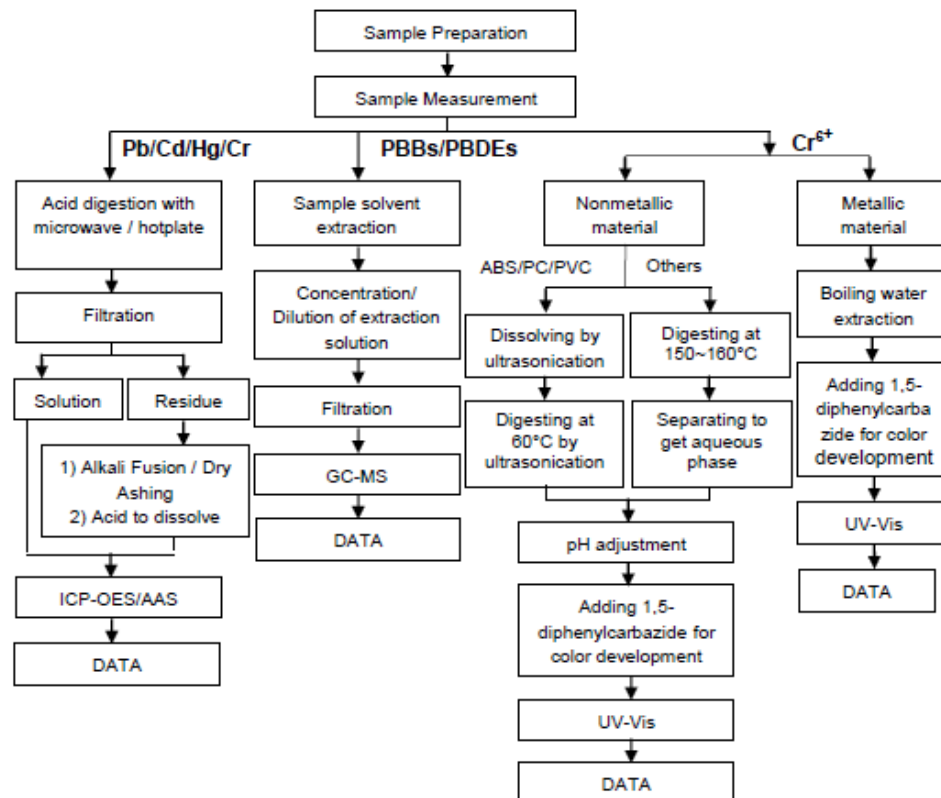 Sample Preparation
Sample Measurement
Pb/Cd/Hg/Cr
PBBs/PBDEs
Cr6+
Acid digestion with
microwave / hotplate
Filtration
Solution
Residue
1) Alkali Fusion / Dry
Ashing
2) Acid to dissolve
ICP-OES/AAS
DATA
Sample solvent
extraction
Concentration/
Dilution of extraction
solution
Filtration
GC-MS
DATA
Nonmetallic
material
ABS/PC/PVC
Others
Dissolving by
ultrasonication
Digesting at
60°C by
ultrasonication
Digesting at
150~160°C
Separating to
get aqueous
phase
pH adjustment
Adding 1,5-
diphenylcarbazide for
color development
UV-Vis
DATA
Metallic
material
Boiling water
extraction
Adding 1,5-
diphenylcarba
zide for color
development
UV-Vis
DATA